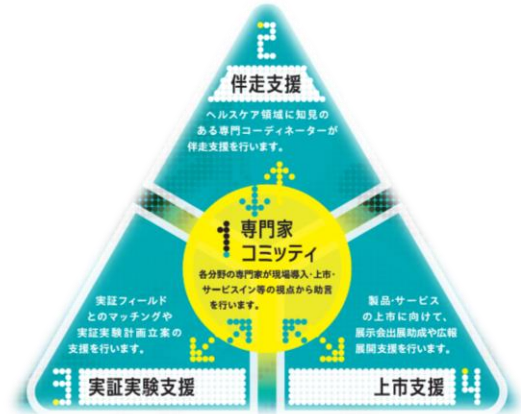 2
伴走支援
ヘルスケア領域に知見の
ある専門コーディネーターが
伴走支援を行います。
1 専門家
コミッティ
各分野の専門家が現場導入・上市・
サービスイン等の視点から助言
を行います。
実証フィールド
とのマッチングや
実証実験計画立案の
支援を行います。
3 実証実験支援
製品・サービス
の上市に向けて、
展示会出展助成や広報
展開支援を行います。
上市支援 4